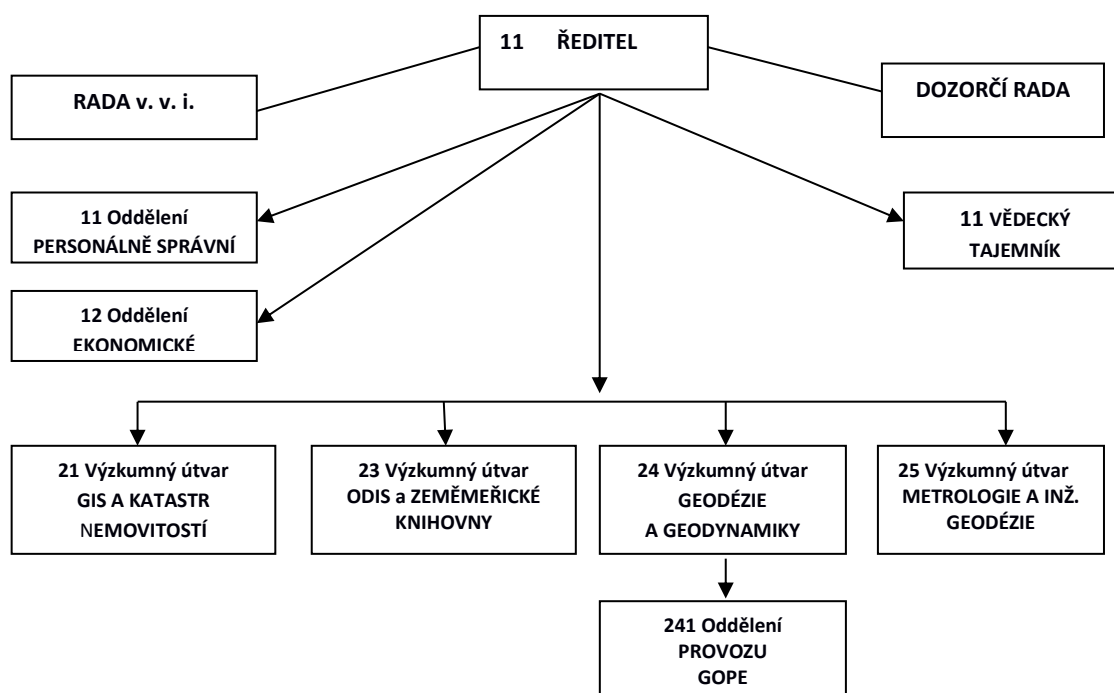 11 ŘEDITEL
RADA v. v. i.
DOZORČÍ RADA
11 Oddělení
PERSONÁLNĚ SPRÁVNÍ
11 VĚDECKÝ
TAJEMNÍK
12 Oddělení
EKONOMICKÉ
21 Výzkumný útvar
GIS A KATASTR
NEMOVITOSTÍ
23 Výzkumný útvar
ODIS a ZEMĚMEŘICKÉ
KNIHOVNY
24 Výzkumný útvar
GEODÉZIE
A GEODYNAMIKY
25 Výzkumný útvar
METROLOGIE A INŽ.
GEODÉZIE
241 Oddělení
PROVOZU
GOPE